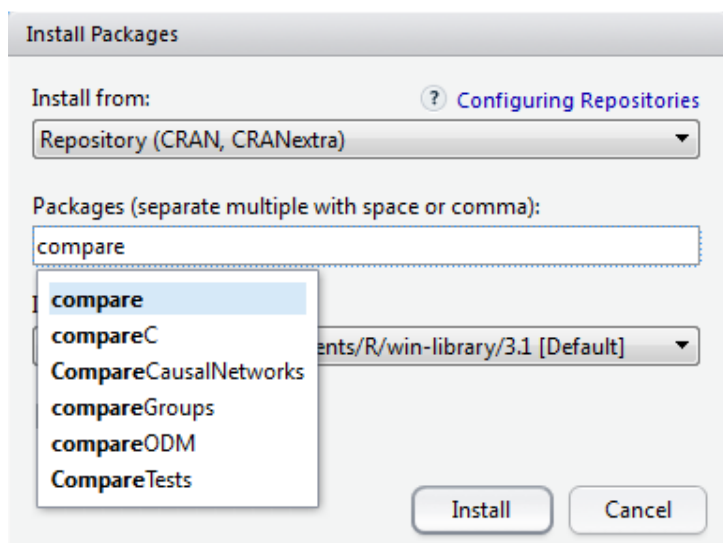 Install Packages
Install from:
? Configuring Repositories
Repository (CRAN, CRANextra)
Packages (separate multiple with space or comma):
compare
compare
compareC
ents/R/win-library/3.1 [Default]
CompareCausalNetworks
compareGroups
compareODM
CompareTests
Install
Cancel